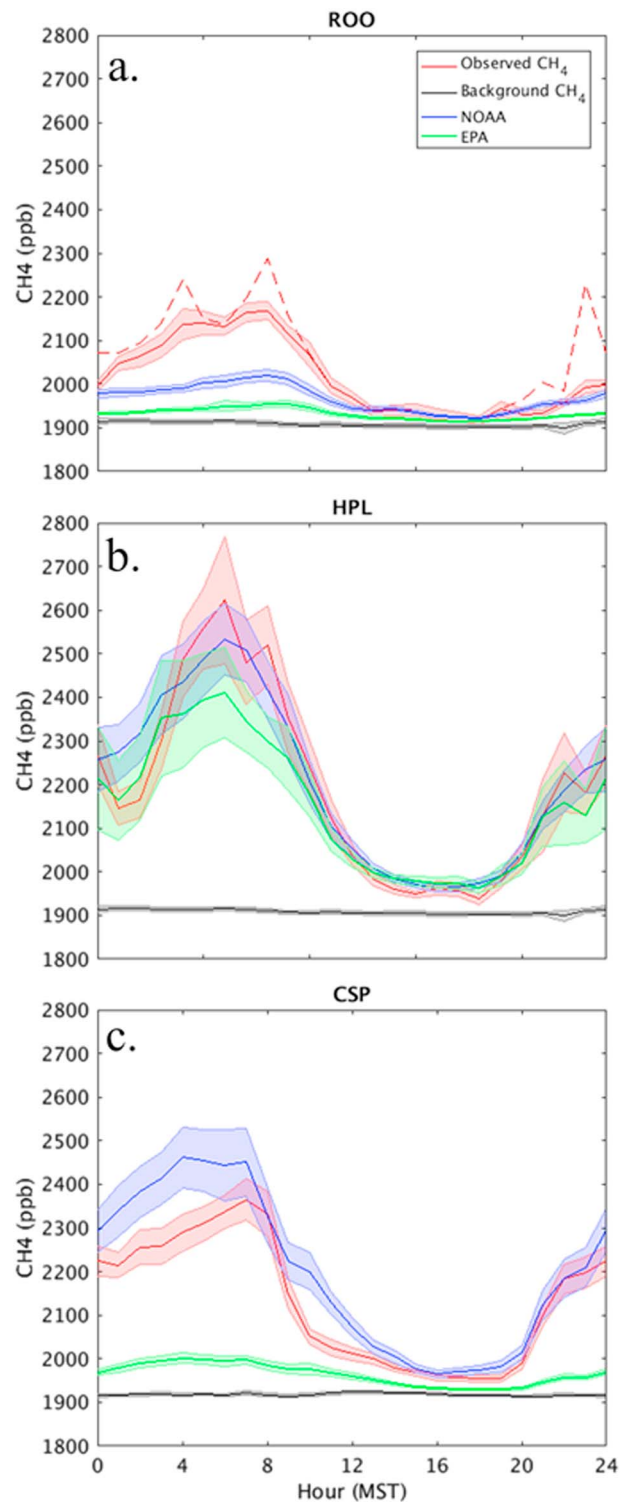 ROO
a.
2800
2700
2600
2500
2400
2300
2200
2100
2000
1900
1800
CH4 (ppb)
Observed CH4
Background CH4
NOAA
EPA
HPL
b.
2800
2700
2600
2500
2400
2300
2200
2100
2000
1900
1800
CH4 (ppb)
CSP
c.
2800
2700
2600
2500
2400
2300
2200
2100
2000
1900
1800
CH4 (ppb)
0 4 8 12 16 20 24
Hour (MST)